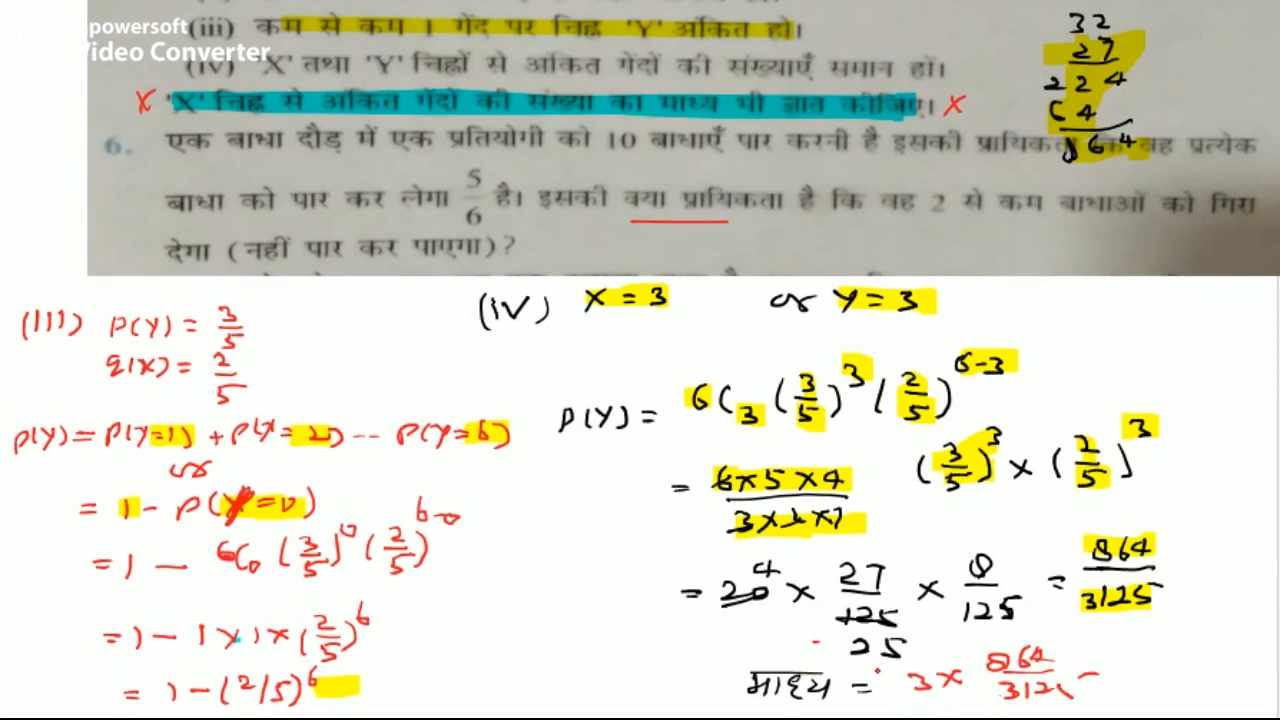 powersoft
Video Converter
(iii) कम से कम 1 गेंद पर चिह्न 'Y' अंकित हो।
(iv) 'X' तथा 'Y' चिह्नों से अंकित गेंदों की संख्याएँ समान हों।
x 'X' चिह्न से अंकित गेंदों की संख्या का माध्य भी ज्ञात कीजिए। x
32
27
224
64
864
6. एक बाधा दौड़ में एक प्रतियोगी को 10 बाधाएँ पार करनी है इसकी प्रायिकता कि वह प्रत्येक
बाधा को पार कर लेगा 5/6 है। इसकी क्या प्रायिकता है कि वह 2 से कम बाधाओं को गिरा
देगा (नहीं पार कर पाएगा)?
(III) P(Y) = 3/5
q(X) = 2/5
P(Y) = P(Y=1) + P(Y=2) -- P(Y=6)
or
= 1 - P(Y=0)
= 1 - 6C0 (3/5)^0 (2/5)^6-0
= 1 - 1 x 1 x (2/5)^6
= 1 - (2/5)^6
(iv) X = 3 or Y = 3
P(Y) = 6C3 (3/5)^3 (2/5)^6-3
= 6x5x4/3x2x1 (3/5)^3 x (2/5)^3
= 20 4 x 27/125 25 x 8/125 = 864/3125
माध्य = 3 x 864/3125